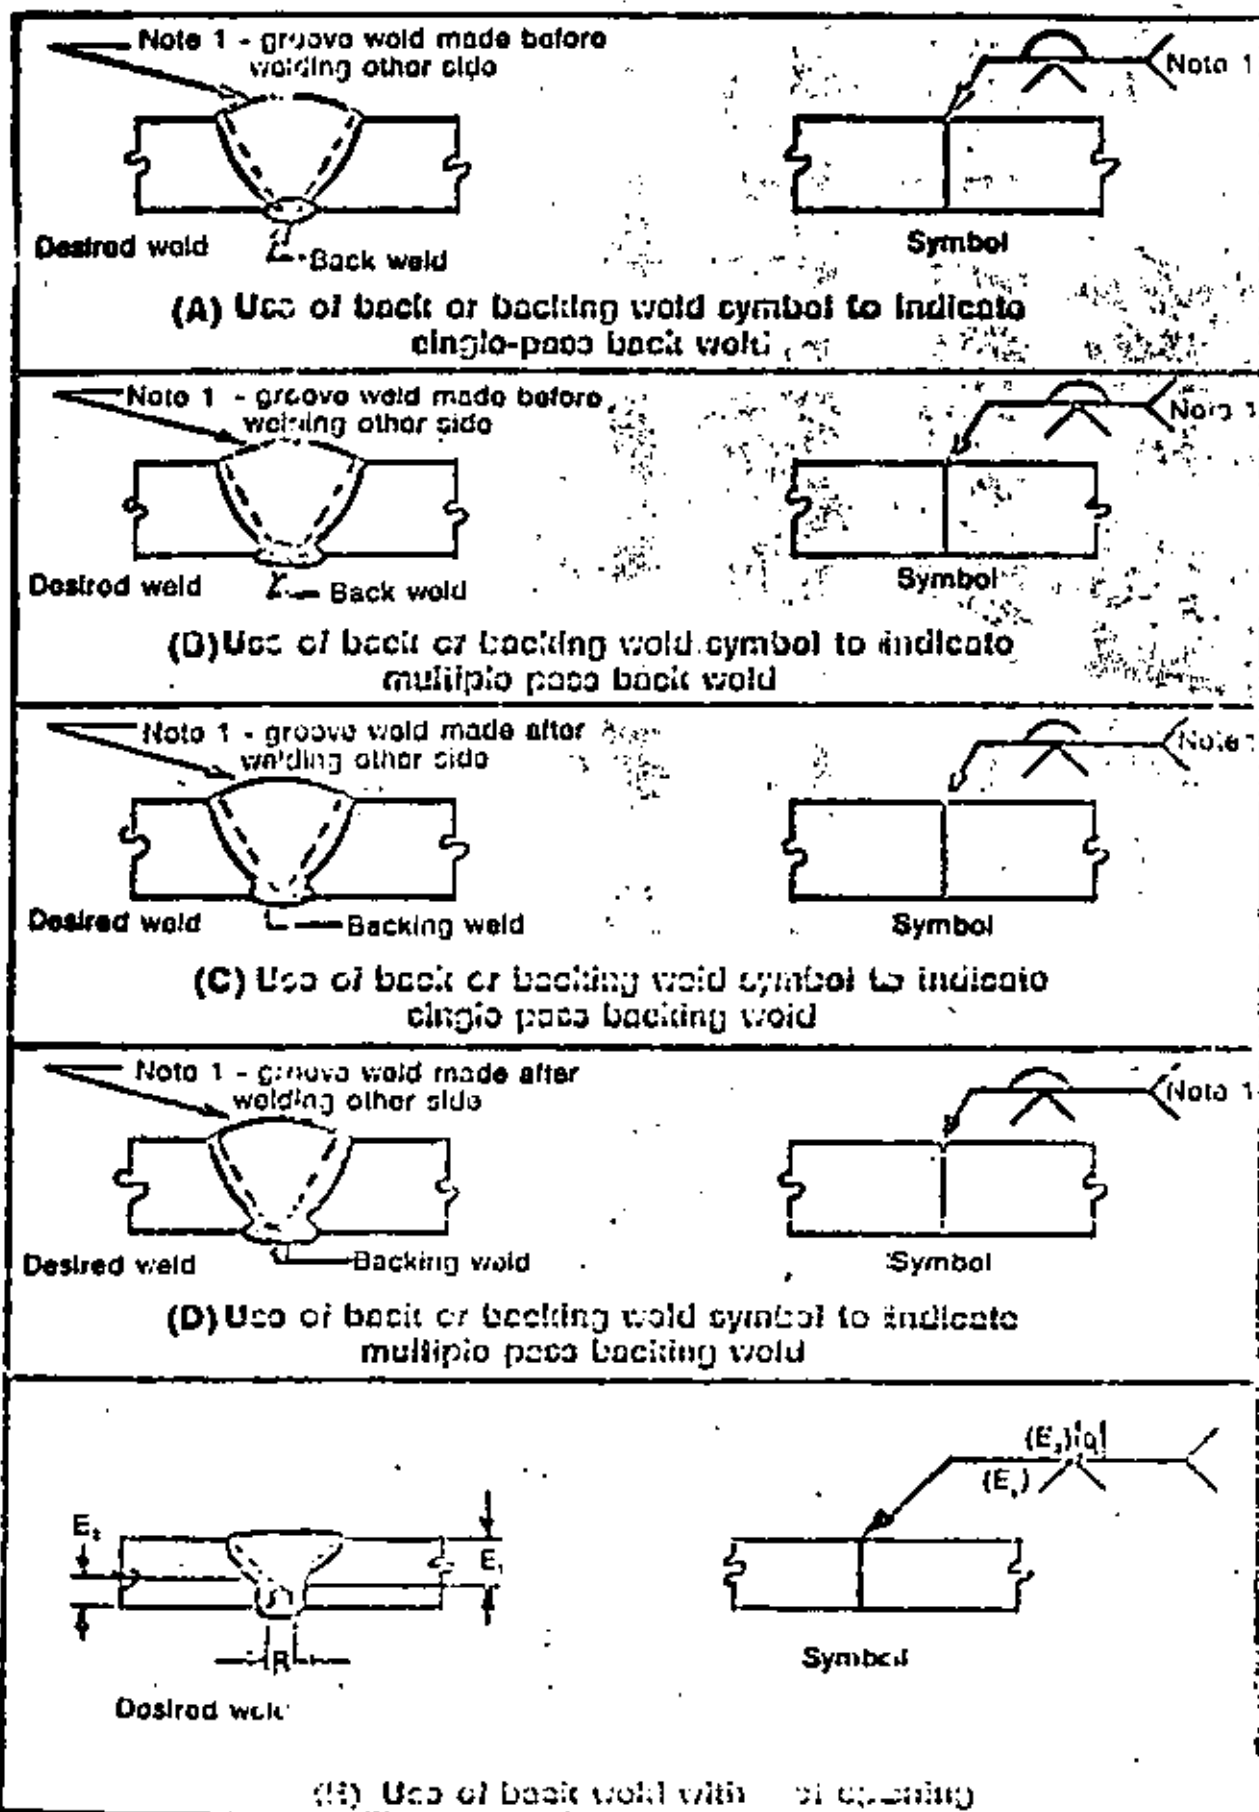 Note 1 - groove weld made before
welding other side
Note 1
Desired weld
Back weld
Symbol
(A) Use of back or backing weld symbol to indicate
single-pass back weld
Note 1 - groove weld made before
welding other side
Note 1
Desired weld
Back weld
Symbol
(B) Use of back or backing weld symbol to indicate
multiple pass back weld
Note 1 - groove weld made after
welding other side
Note 1
Desired weld
Backing weld
Symbol
(C) Use of back or backing weld symbol to indicate
single pass backing weld
Note 1 - groove weld made after
welding other side
Note 1
Desired weld
Backing weld
Symbol
(D) Use of back or backing weld symbol to indicate
multiple pass backing weld
(E₂)
(E₁)
E₂
E₁
R
Symbol
Desired weld
Use of back weld with opening